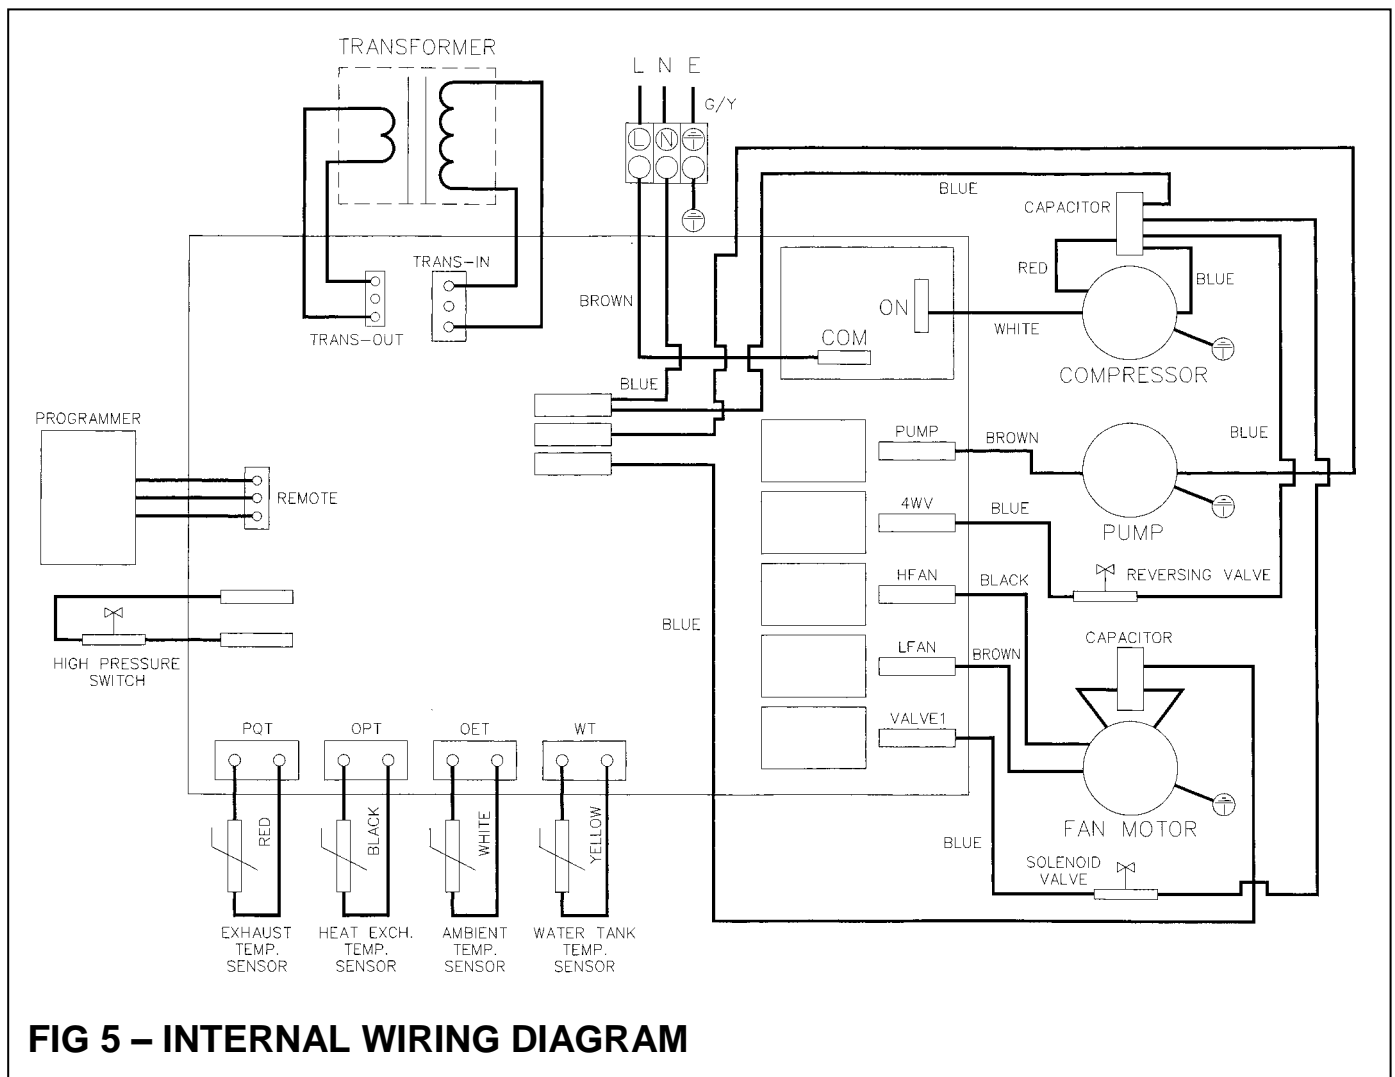 TRANSFORMER
L N E
G/Y
L N
BLUE
CAPACITOR
TRANS-IN
RED
BLUE
BROWN
ON
TRANS-OUT
COM
WHITE
COMPRESSOR
BLUE
PROGRAMMER
PUMP
BROWN
BLUE
REMOTE
4WV
BLUE
PUMP
HFAN
BLACK
REVERSING VALVE
BLUE
CAPACITOR
HIGH PRESSURE
SWITCH
LFAN
BROWN
PQT
OPT
OET
WT
VALVE1
RED
BLACK
WHITE
YELLOW
FAN MOTOR
BLUE
SOLENOID
VALVE
EXHAUST
TEMP.
SENSOR
HEAT EXCH.
TEMP.
SENSOR
AMBIENT
TEMP.
SENSOR
WATER TANK
TEMP.
SENSOR
FIG 5 – INTERNAL WIRING DIAGRAM